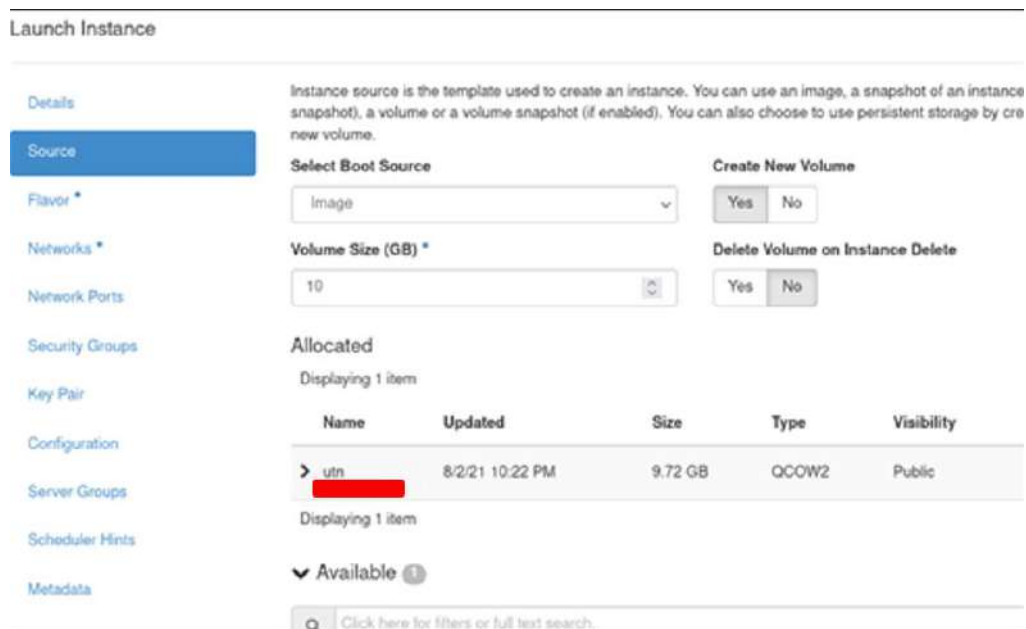 Launch Instance
Details
Source
Flavor *
Networks *
Network Ports
Security Groups
Key Pair
Configuration
Server Groups
Scheduler Hints
Metadata
Instance source is the template used to create an instance. You can use an image, a snapshot of an instance
snapshot), a volume or a volume snapshot (if enabled). You can also choose to use persistent storage by cre
new volume.
Select Boot Source
Create New Volume
Image
Yes No
Volume Size (GB) *
Delete Volume on Instance Delete
10
Yes No
Allocated
Displaying 1 item
Name Updated Size Type Visibility
utn 8/2/21 10:22 PM 9.72 GB QCOW2 Public
Displaying 1 item
Available 1
Click here for filters or full text search.